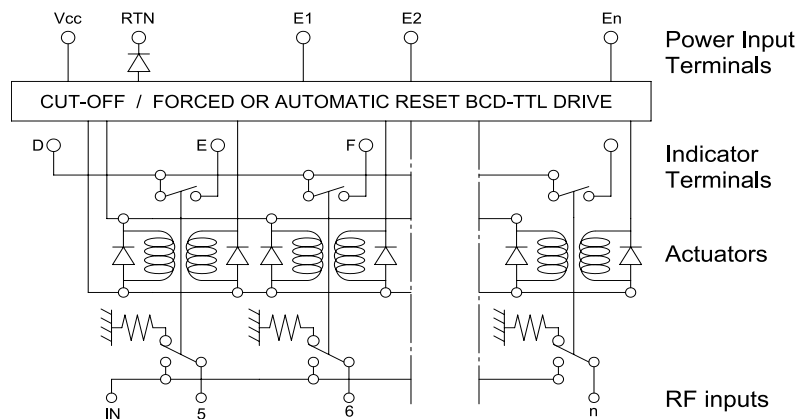 Vcc RTN E1 E2 En
Power Input
Terminals
CUT-OFF / FORCED OR AUTOMATIC RESET BCD-TTL DRIVE
D E F
Indicator
Terminals
Actuators
IN 5 6 n
RF inputs